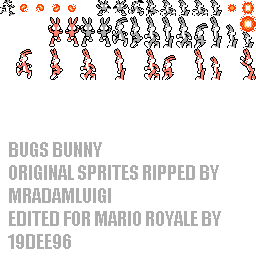 BUGS BUNNY
ORIGINAL SPRITES RIPPED BY
MRADAMLUIGI
EDITED FOR MARIO ROYALE BY
19DEE96